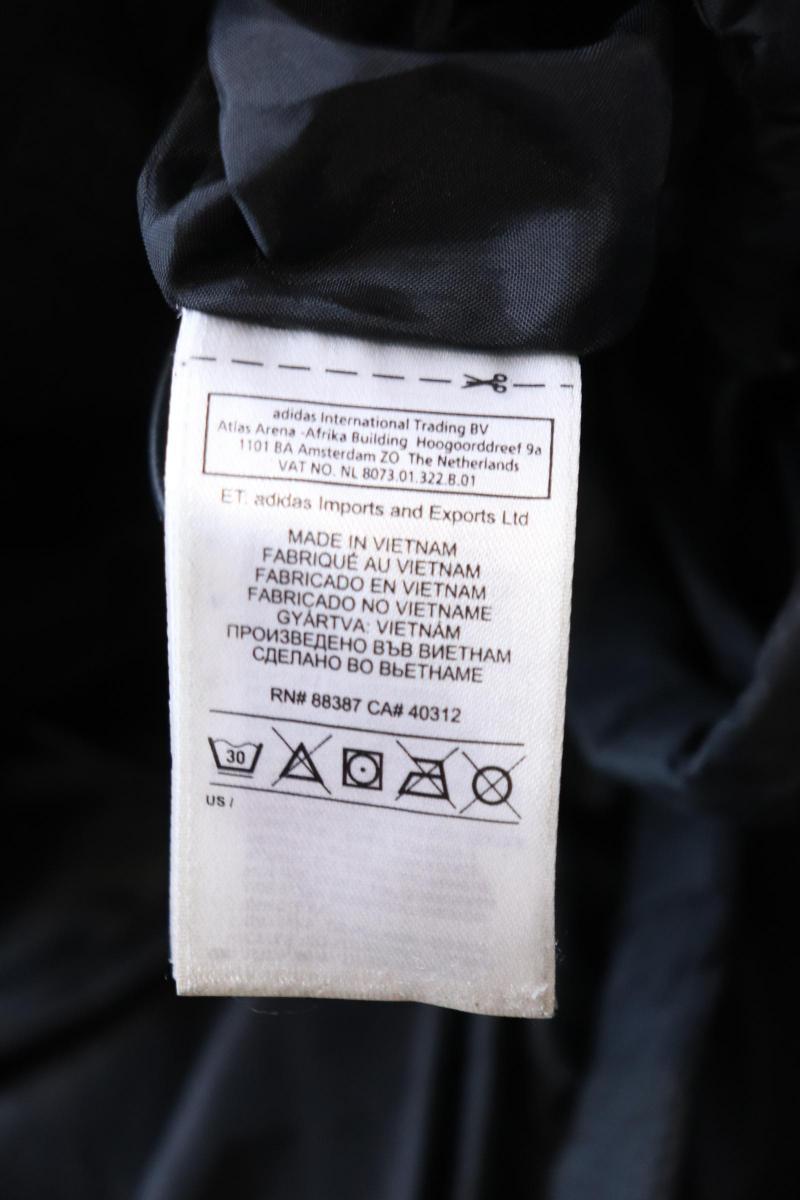 adidas International Trading BV
Atlas Arena -Afrika Building Hoogoorddreef 9a
1101 BA Amsterdam ZO The Netherlands
VAT NO. NL 8073.01.322.B.01
ET. adidas Imports and Exports Ltd
MADE IN VIETNAM
FABRIQUÉ AU VIETNAM
FABRICADO EN VIETNAM
FABRICADO NO VIETNAME
GYÁRTVA: VIETNÁM
ПРОИЗВЕДЕНО ВЪВ ВИЕТНАМ
СДЕЛАНО ВО ВЬЕТНАМЕ
RN# 88387 CA# 40312
30
US /